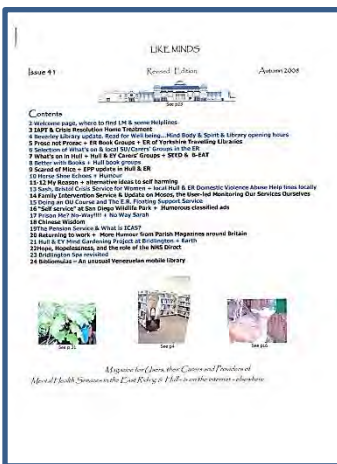 LIKE MINDS
Issue 41 Revised Edition Autumn 2008
See p23
Contents
2 Welcome page, where to find LM & some Helplines
3 IAPT & Crisis Resolution Home Treatment
4 Beverley Library update. Read for Well being...Mind Body & Spirit & Library opening hours
5 Prose not Prozac + ER Book Groups + ER of Yorkshire Travelling Libraries
6 Selection of What's on & local SU/Carers' Groups in the ER
7 What's on in Hull + Hull & EY Carers' Groups + SEED & B-EAT
8 Better with Books + Hull Book groups
9 Scared of Mice + EPP update in Hull & ER
10 Horse Shoe Echoes + Humour
11-12 My Reason + alternative ideas to self harming
13 Sash, Bristol Crisis Service for Women + local Hull & ER Domestic Violence Abuse Help lines locally
14 Family Intervention Service & Update on Mosos, the User-led Monitoring Our Services Ourselves
15 Doing an OU Course and The E.R. Floating Support Service
16 "Self service" at San Diego Wildlife Park + Humorous classified ads
17 Prison Me? No-Way!!! + No Way Sarah
18 Chinese Wisdom
19The Pension Service & What is ICAS?
20 Returning to work + More Humour from Parish Magazines around Britain
21 Hull & EY Mind Gardening Project at Bridlington + Earth
22Hope, Hopelessness, and the role of the NHS Direct
23 Bridlington Spa revisited
24 Bibliomulas – An unusual Venezuelan mobile library
See p 21 See p4 See p16
Magazine for Users, their Carers and Providers of
Mental Health Services in the East Riding & Hull + is on the internet - elsewhere